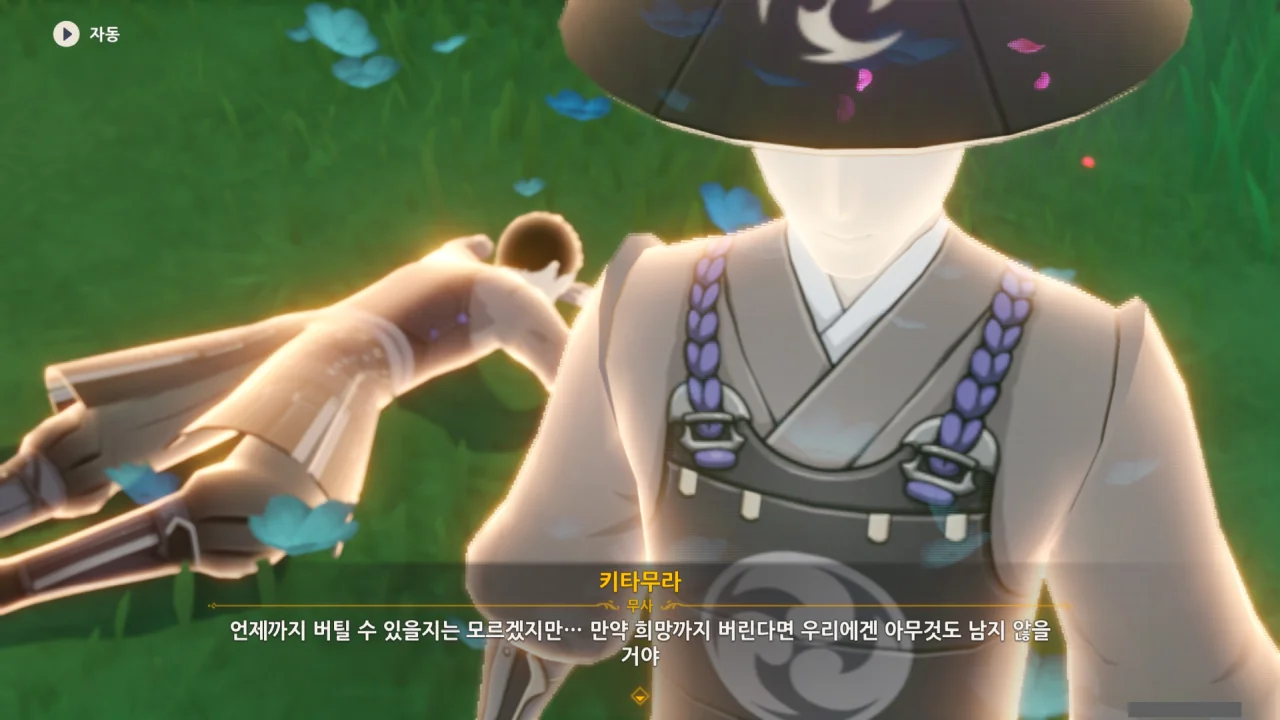 자동
키타무라
무사
언제까지 버틸 수 있을지는 모르겠지만… 만약 희망까지 버린다면 우리에겐 아무것도 남지 않을
거야